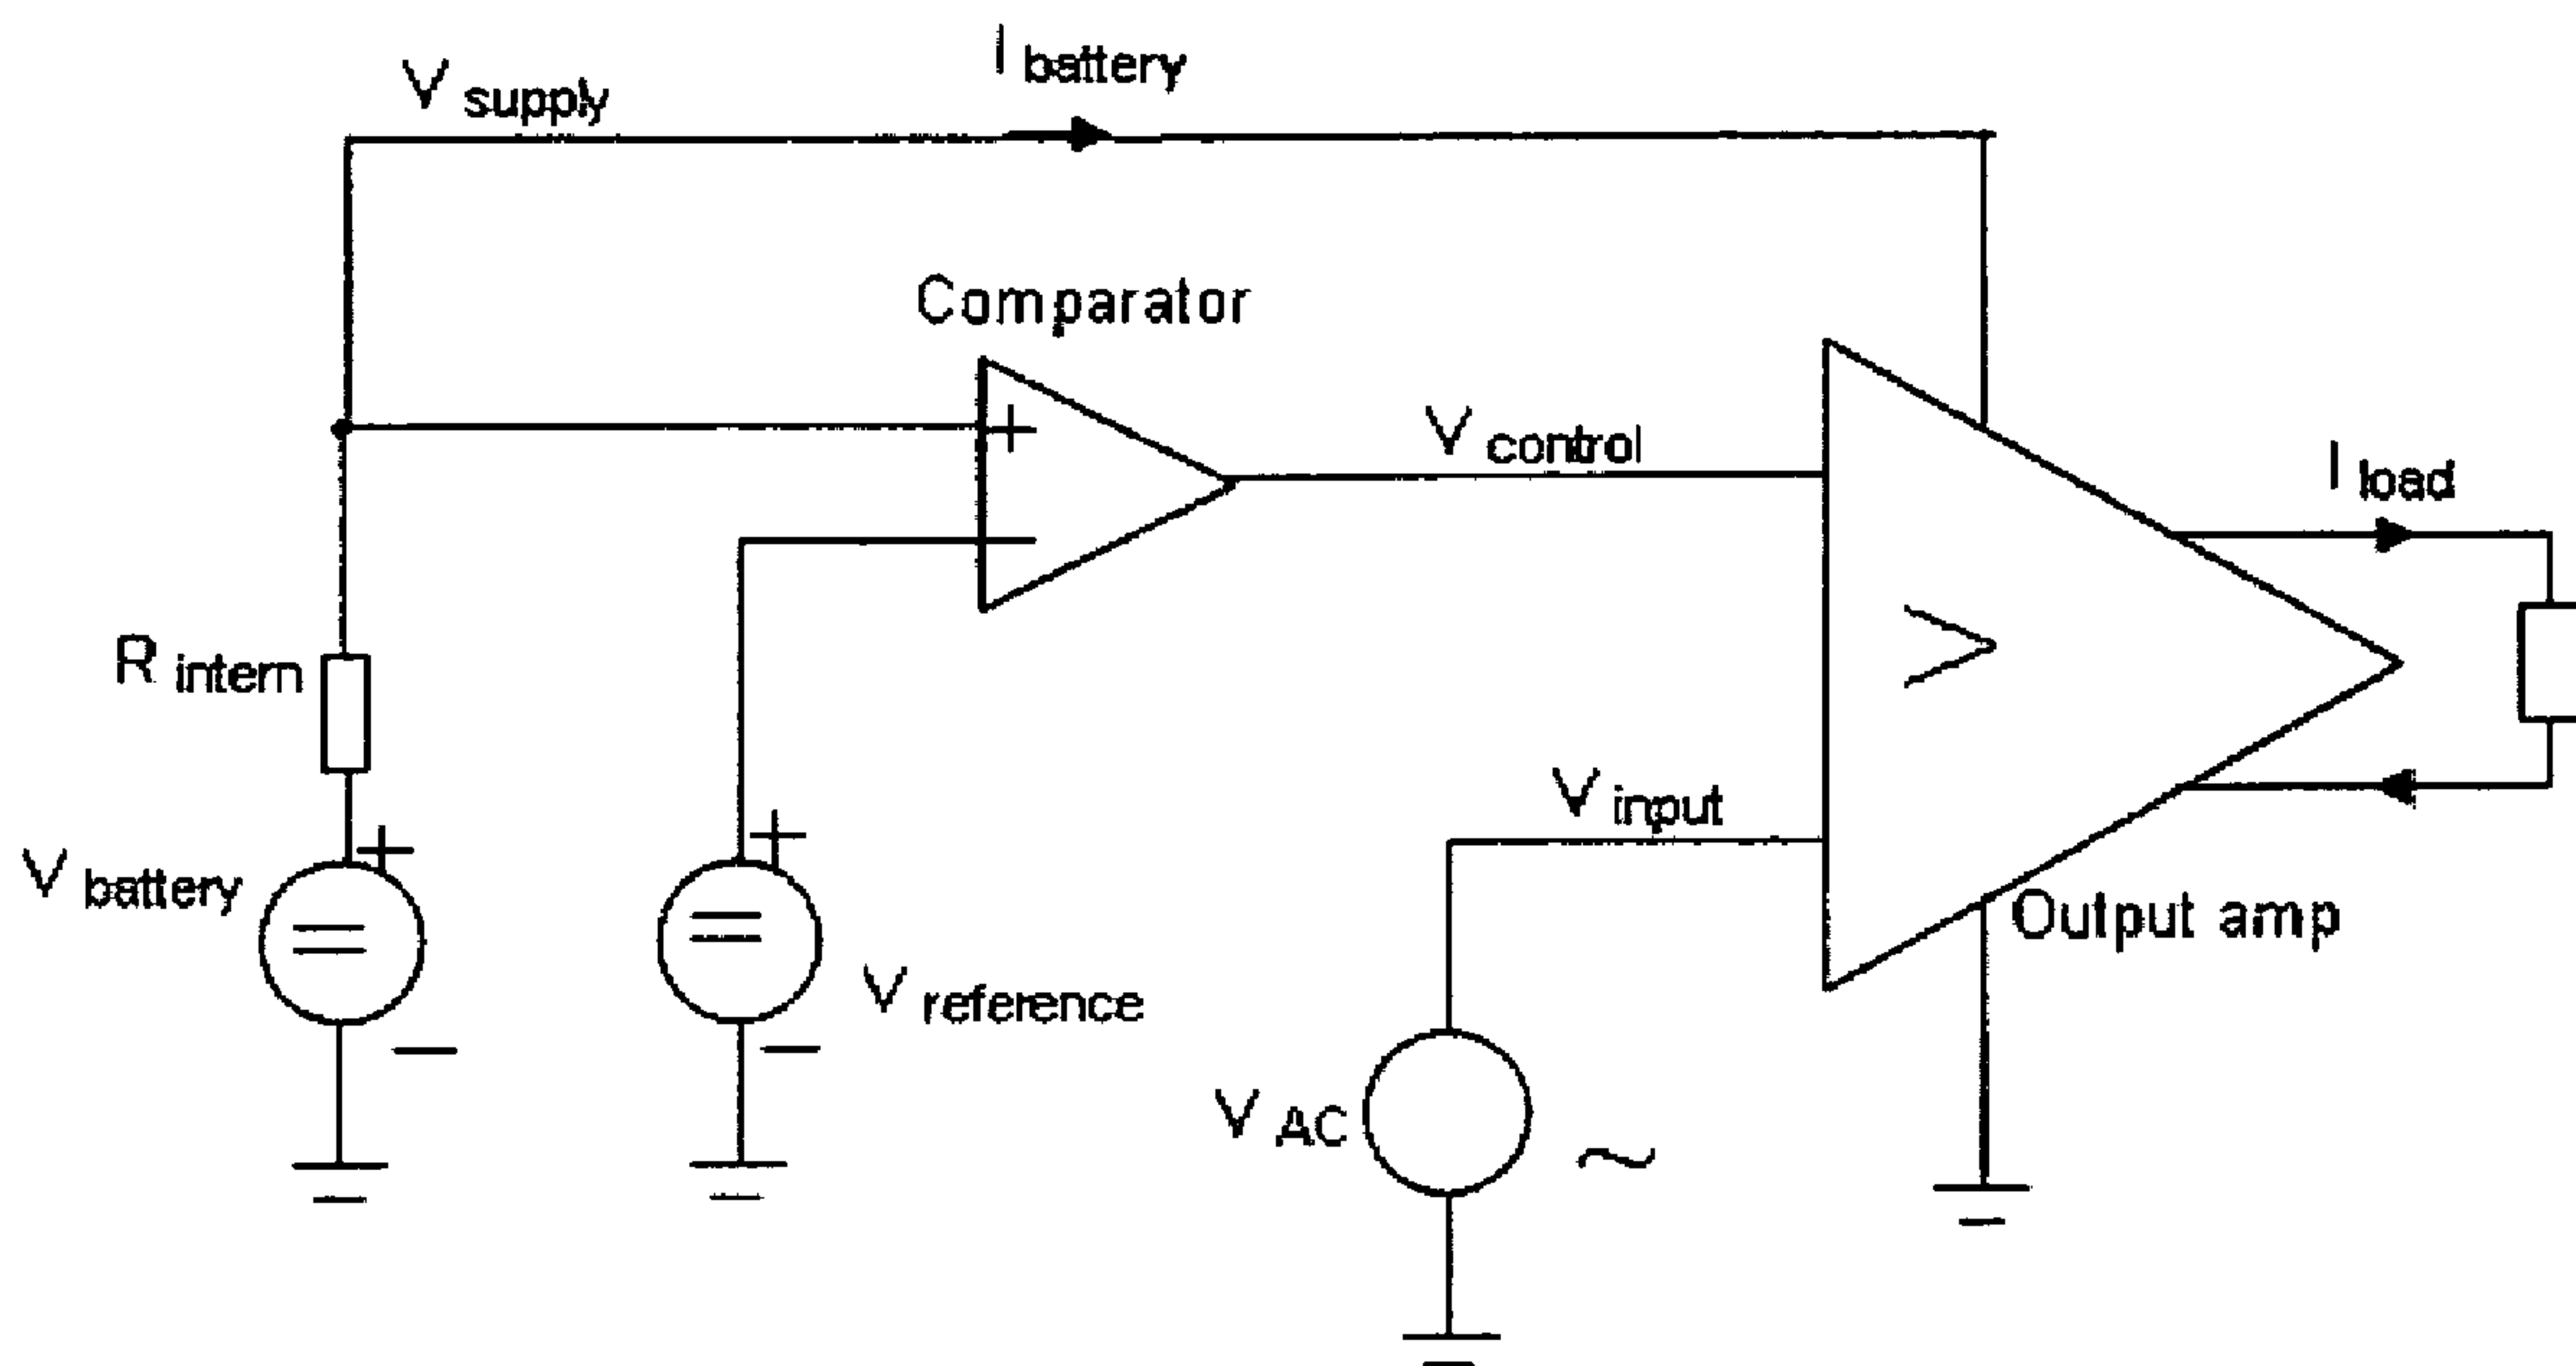 V supply
I battery
Comparator
+
−
V control
I load
R intern
>
V input
V battery
+
=
−
+
=
−
V reference
Output amp
V AC
~